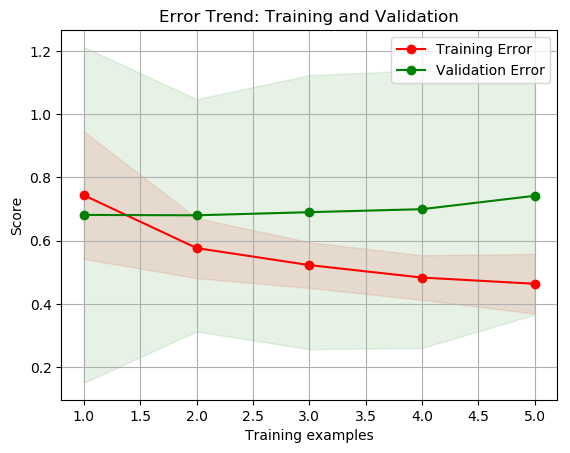 Error Trend: Training and Validation
Training Error
Validation Error
Score
1.2
1.0
0.8
0.6
0.4
0.2
1.0 1.5 2.0 2.5 3.0 3.5 4.0 4.5 5.0
Training examples